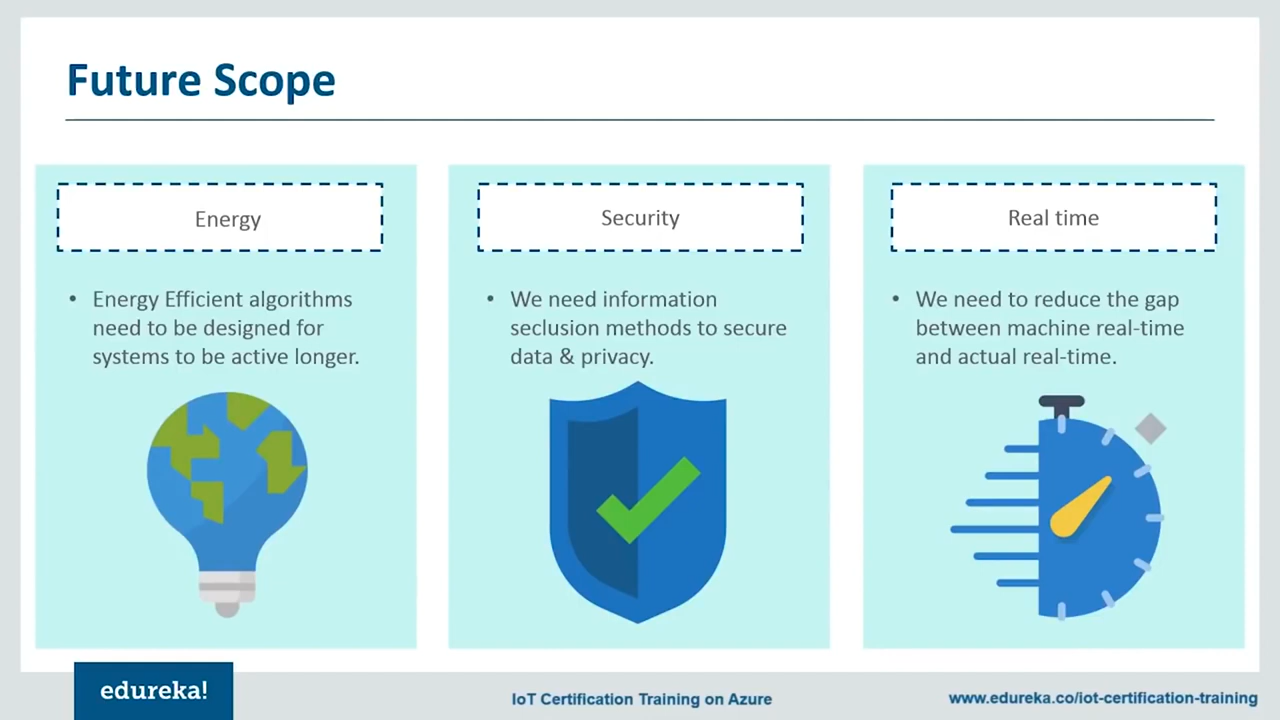 Future Scope
Energy
• Energy Efficient algorithms
need to be designed for
systems to be active longer.
Security
• We need information
seclusion methods to secure
data & privacy.
Real time
• We need to reduce the gap
between machine real-time
and actual real-time.
edureka!
IoT Certification Training on Azure
www.edureka.co/iot-certification-training